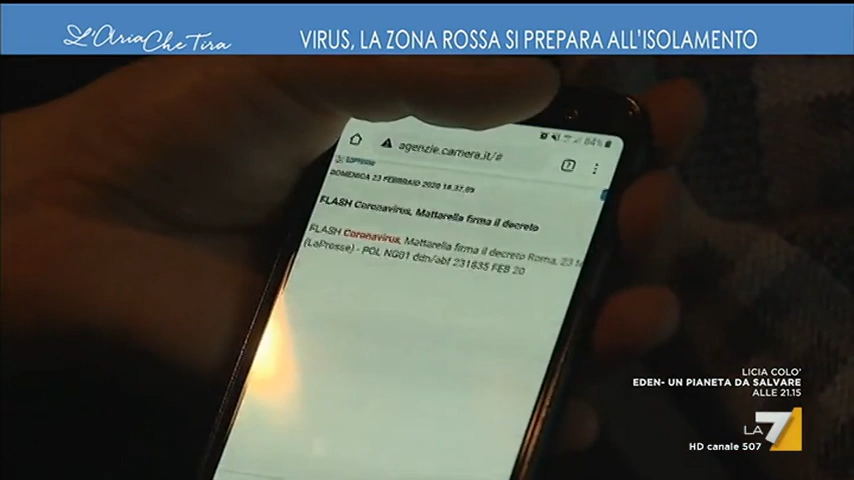 L'Aria Che Tira
VIRUS, LA ZONA ROSSA SI PREPARA ALL'ISOLAMENTO
84%
agenzie.camera.it/#
LaPresse
DOMENICA 23 FEBBRAIO 2020 18.37.09
FLASH Coronavirus, Mattarella firma il decreto
FLASH Coronavirus, Mattarella firma il decreto Roma, 23 f
(LaPresse) - POL NG01 ddn/abf 231835 FEB 20
LICIA COLO'
EDEN- UN PIANETA DA SALVARE
ALLE 21.15
LA 7
HD canale 507